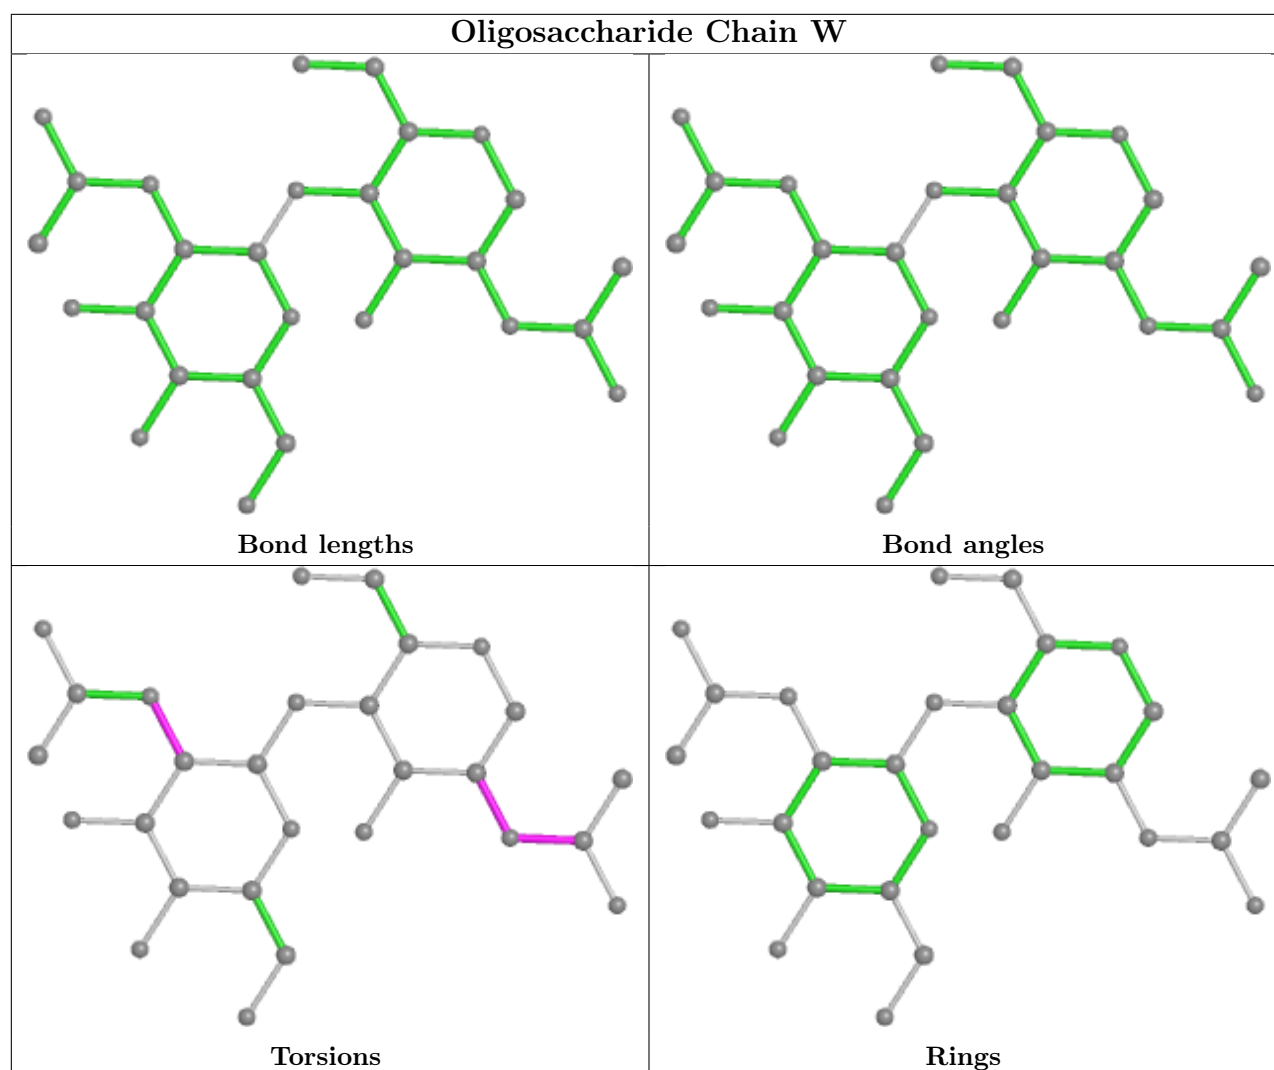 Oligosaccharide Chain W
Bond lengths
Bond angles
Torsions
Rings